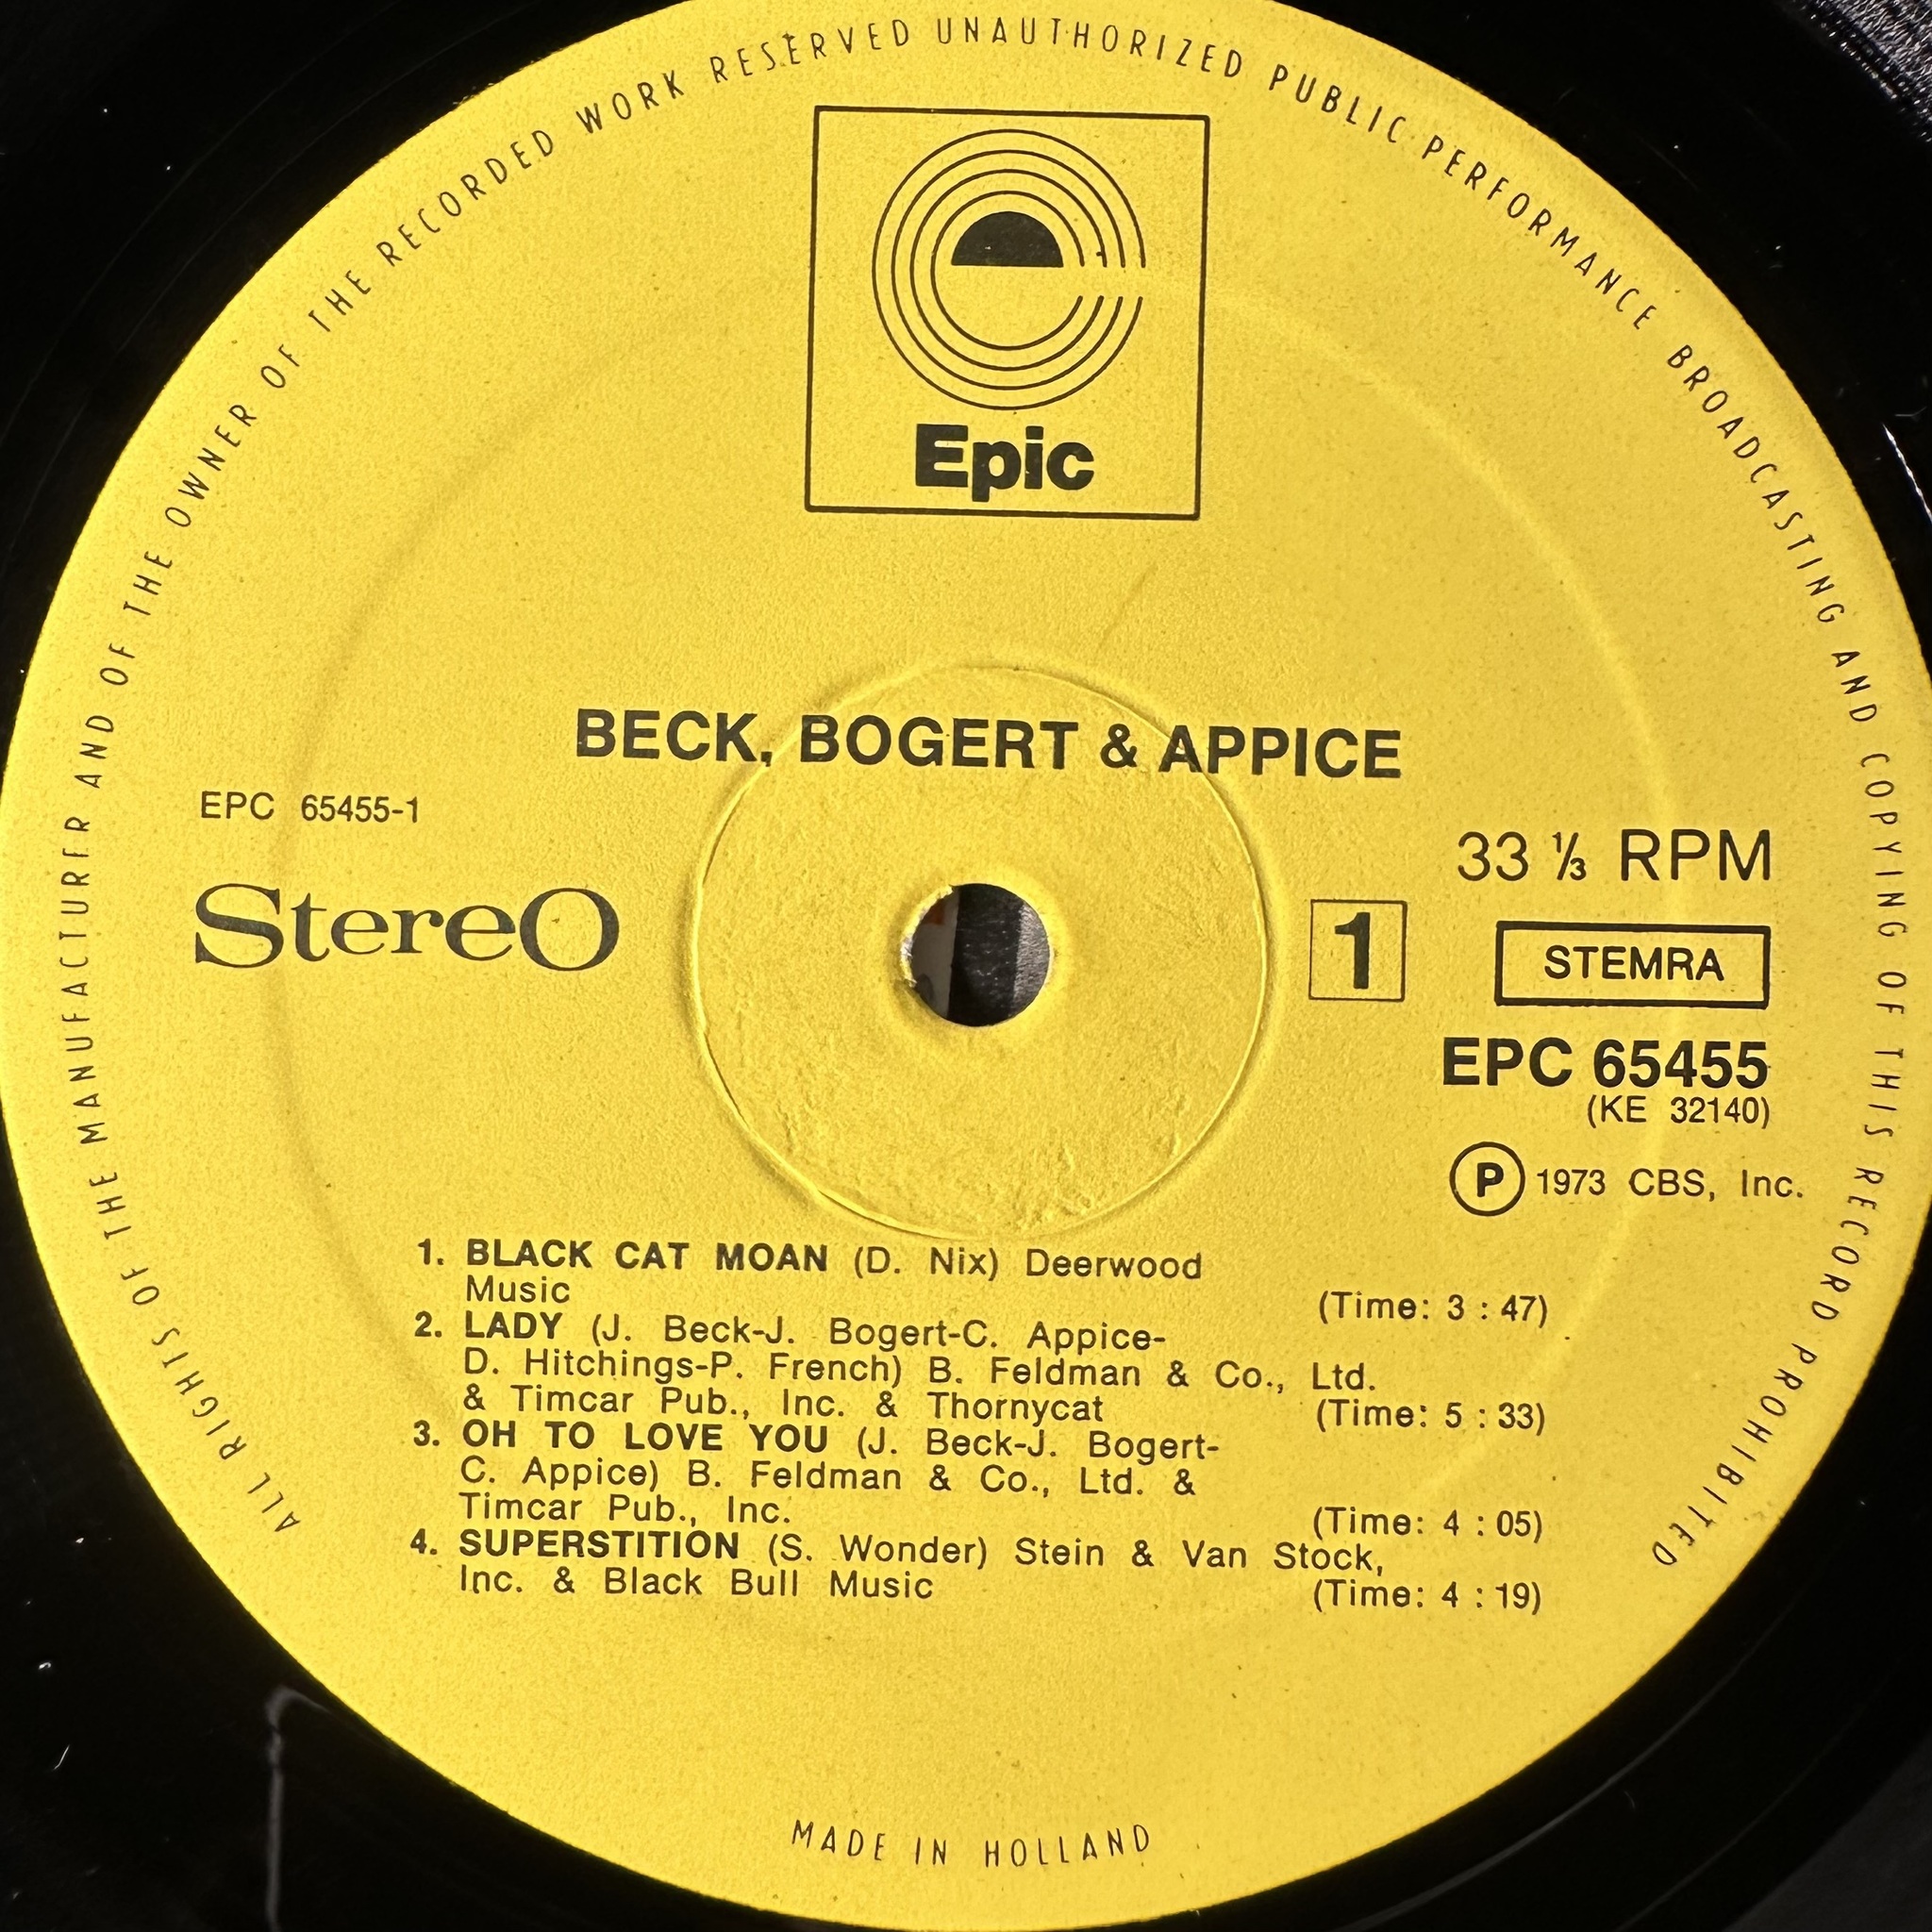 ALL RIGHTS OF THE MANUFACTURER AND OF THE OWNER OF THE RECORDED WORK RESERVED UNAUTHORIZED PUBLIC PERFORMANCE BROADCASTING AND COPYING OF THIS RECORD PROHIBITED
Epic
BECK, BOGERT & APPICE
EPC 65455-1
Stereo
33 ⅓ RPM
1
STEMRA
EPC 65455
(KE 32140)
Ⓟ 1973 CBS, Inc.
1. BLACK CAT MOAN (D. Nix) Deerwood
Music (Time: 3 : 47)
2. LADY (J. Beck-J. Bogert-C. Appice-
D. Hitchings-P. French) B. Feldman & Co., Ltd.
& Timcar Pub., Inc. & Thornycat (Time: 5 : 33)
3. OH TO LOVE YOU (J. Beck-J. Bogert-
C. Appice) B. Feldman & Co., Ltd. &
Timcar Pub., Inc. (Time: 4 : 05)
4. SUPERSTITION (S. Wonder) Stein & Van Stock,
Inc. & Black Bull Music (Time: 4 : 19)
MADE IN HOLLAND